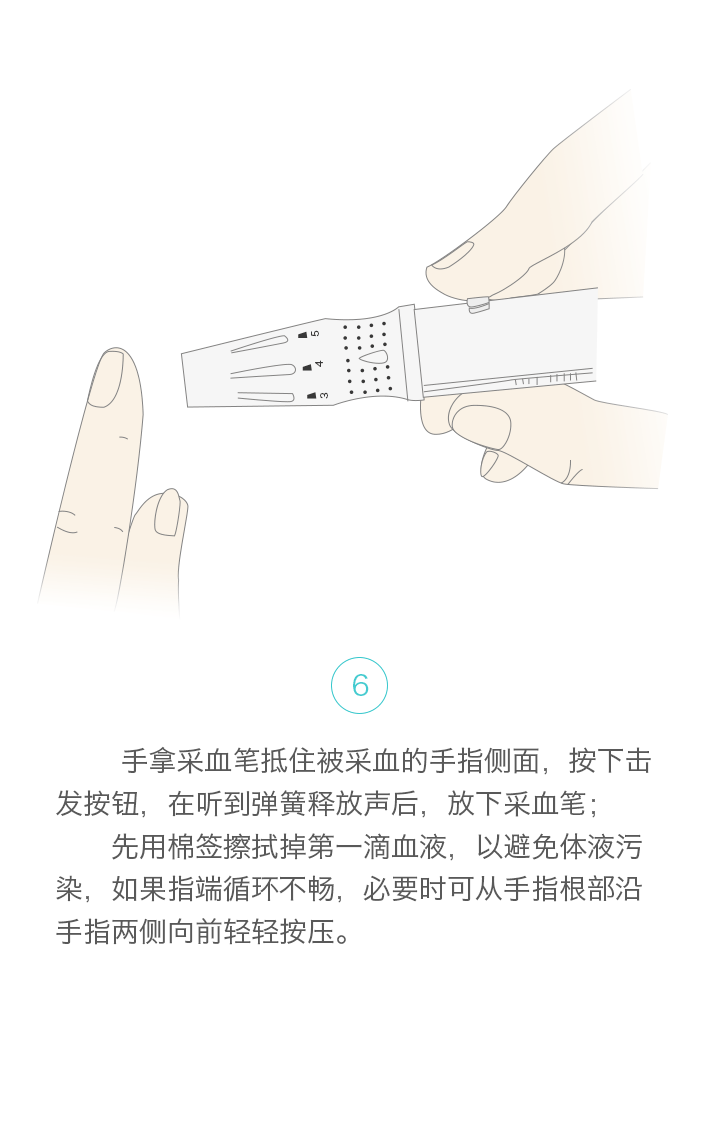 5
4
3
6
手拿采血笔抵住被采血的手指侧面，按下击
发按钮，在听到弹簧释放声后，放下采血笔；
先用棉签擦拭掉第一滴血液，以避免体液污
染，如果指端循环不畅，必要时可从手指根部沿
手指两侧向前轻轻按压。